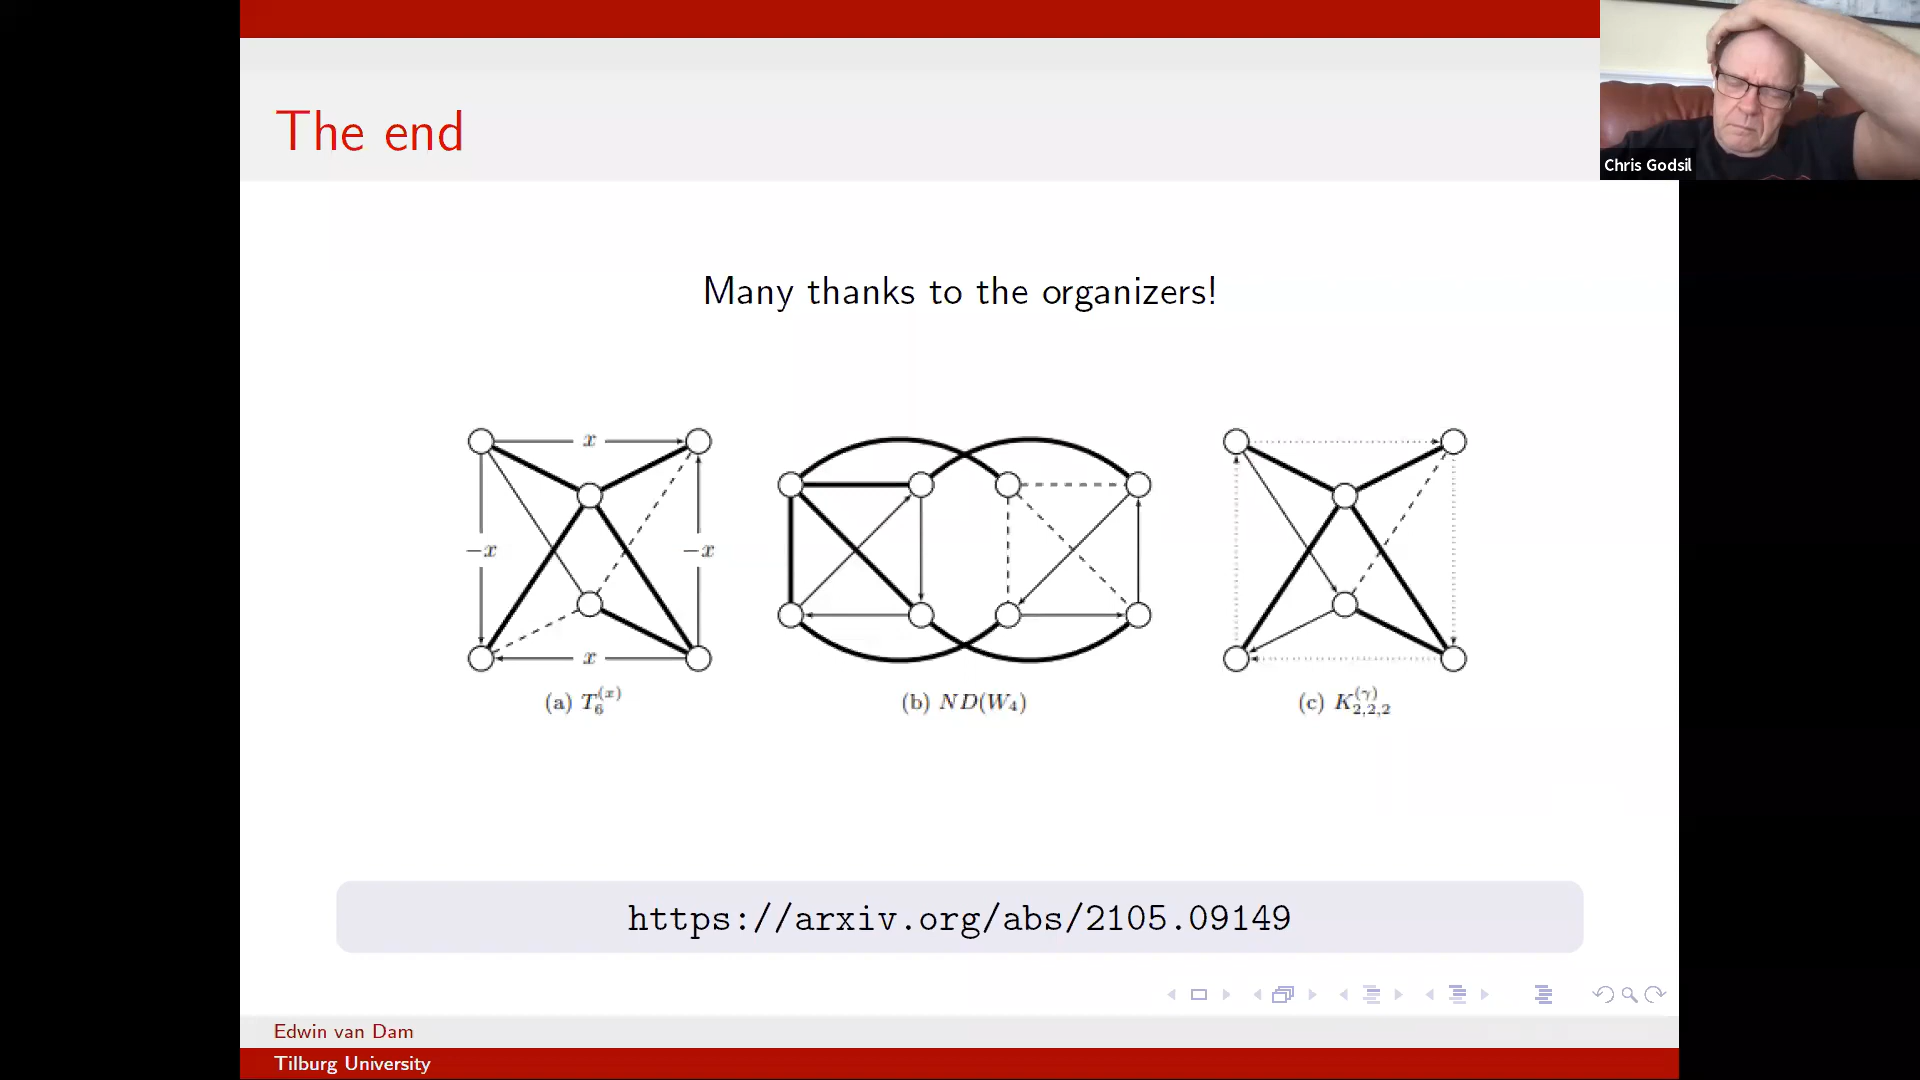 The end
Chris Godsil
Many thanks to the organizers!
x
−x
−x
x
(a) T₆⁽ˣ⁾
(b) ND(W₄)
(c) K₂,₂,₂⁽ᵞ⁾
https://arxiv.org/abs/2105.09149
Edwin van Dam
Tilburg University